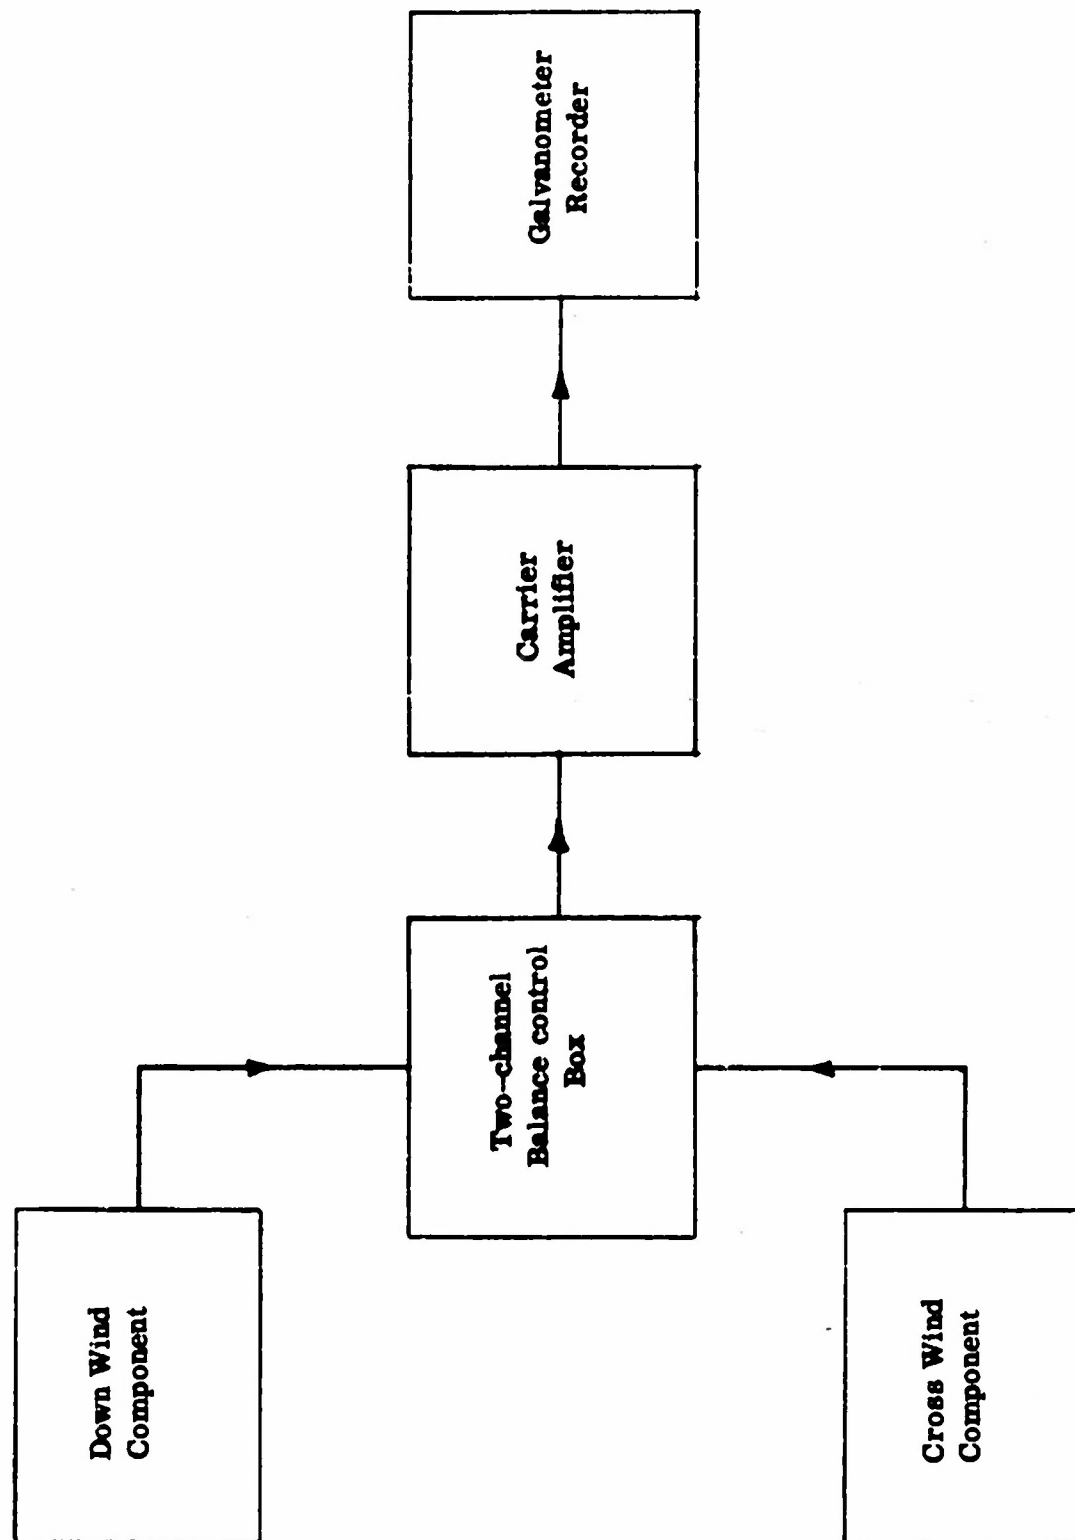 Down Wind
Component
Cross Wind
Component
Two-channel
Balance control
Box
Carrier
Amplifier
Galvanometer
Recorder